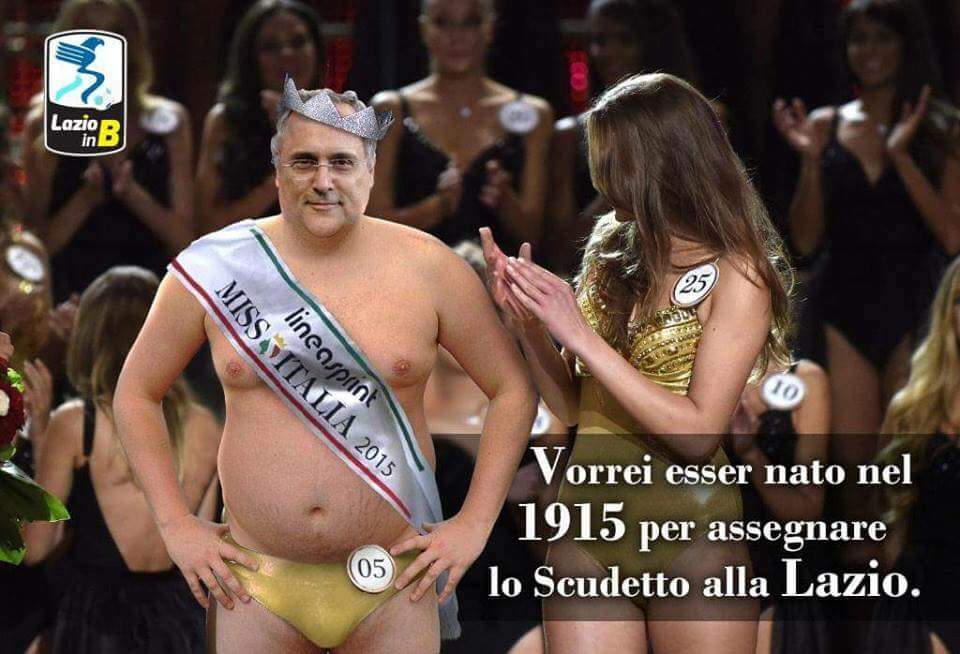 Lazio
in B
lineasprint
MISS ITALIA 2015
25
10
05
Vorrei esser nato nel
1915 per assegnare
lo Scudetto alla Lazio.